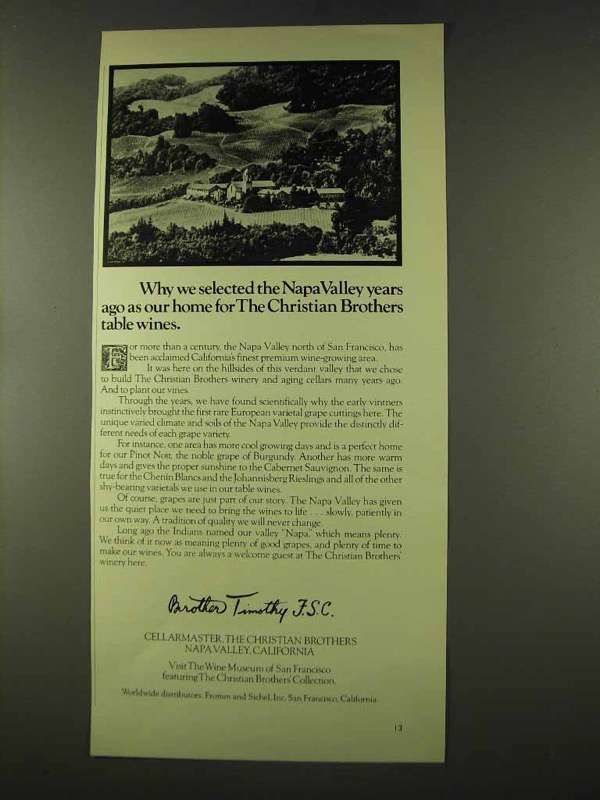 Why we selected the Napa Valley years
ago as our home for The Christian Brothers
table wines.
For more than a century, the Napa Valley north of San Francisco, has
been acclaimed California's finest premium wine-growing area.
It was here on the hillsides of this verdant valley that we chose
to build The Christian Brothers winery and aging cellars many years ago.
And to plant our vines.
Through the years, we have found scientifically why the early vintners
instinctively brought the first rare European varietal grape cuttings here. The
unique varied climate and soils of the Napa Valley provide the distinctly dif-
ferent needs of each grape variety.
For instance, one area has more cool growing days and is a perfect home
for our Pinot Noir, the noble grape of Burgundy. Another has more warm
days and gives the proper sunshine to the Cabernet Sauvignon. The same is
true for the Chenin Blancs and the Johannisberg Rieslings and all of the other
shy-bearing varietals we use in our table wines.
Of course, grapes are just part of our story. The Napa Valley has given
us the quiet place we need to bring the wines to life . . . slowly, patiently in
our own way. A tradition of quality we will never change.
Long ago the Indians named our valley "Napa," which means plenty.
We think of it now as meaning plenty of good grapes, and plenty of time to
make our wines. You are always a welcome guest at The Christian Brothers'
winery here.
Brother Timothy F.S.C.
CELLARMASTER, THE CHRISTIAN BROTHERS
NAPA VALLEY, CALIFORNIA
Visit The Wine Museum of San Francisco
featuring The Christian Brothers' Collection.
Worldwide distributors: Fromm and Sichel, Inc. San Francisco, California.
13